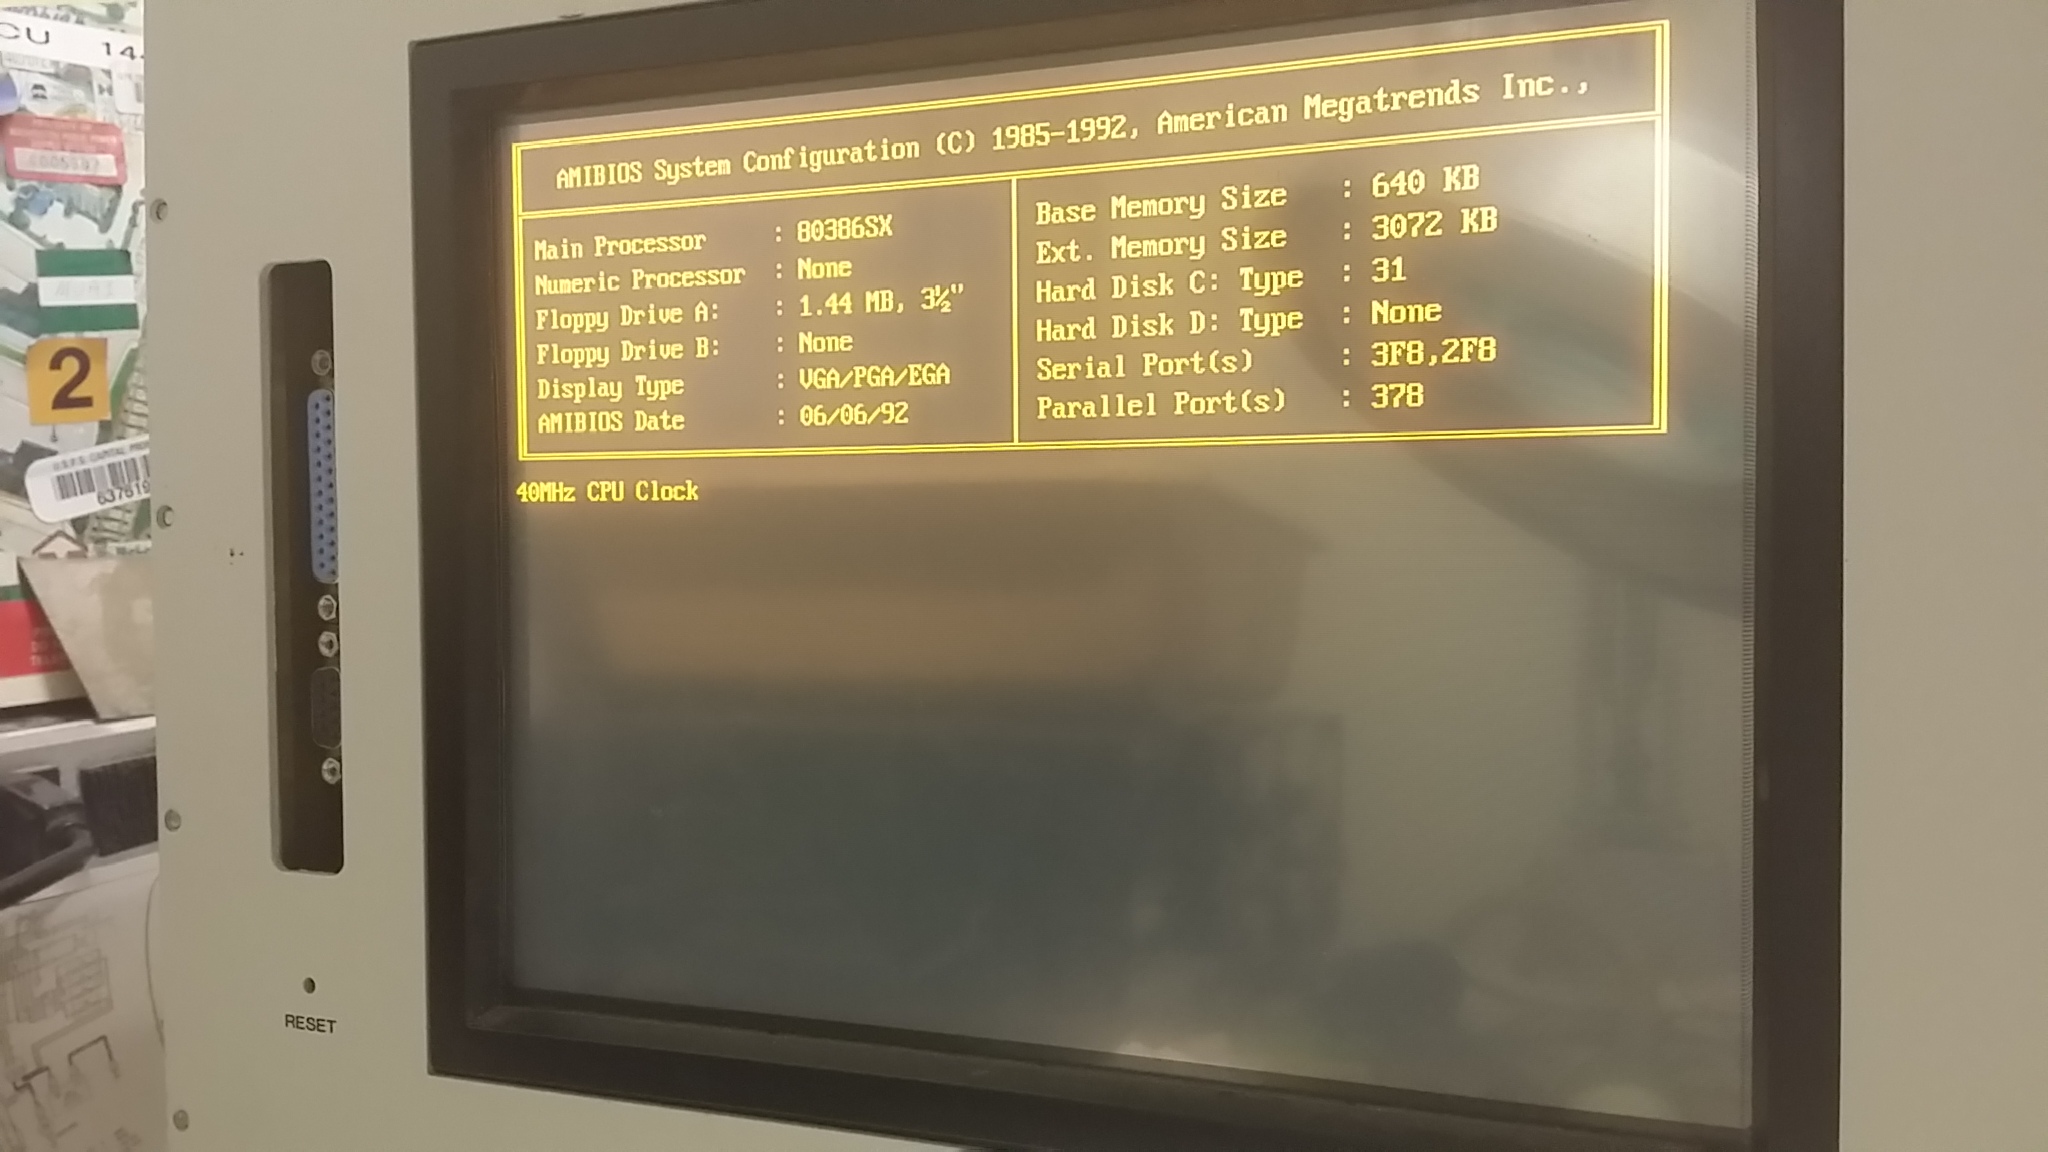 CU 14
2
AMIBIOS System Configuration (C) 1985-1992, American Megatrends Inc.,
Main Processor : 80386SX
Numeric Processor : None
Floppy Drive A: : 1.44 MB, 3½"
Floppy Drive B: : None
Display Type : VGA/PGA/EGA
AMIBIOS Date : 06/06/92
Base Memory Size : 640 KB
Ext. Memory Size : 3072 KB
Hard Disk C: Type : 31
Hard Disk D: Type : None
Serial Port(s) : 3F8,2F8
Parallel Port(s) : 378
40MHz CPU Clock
RESET